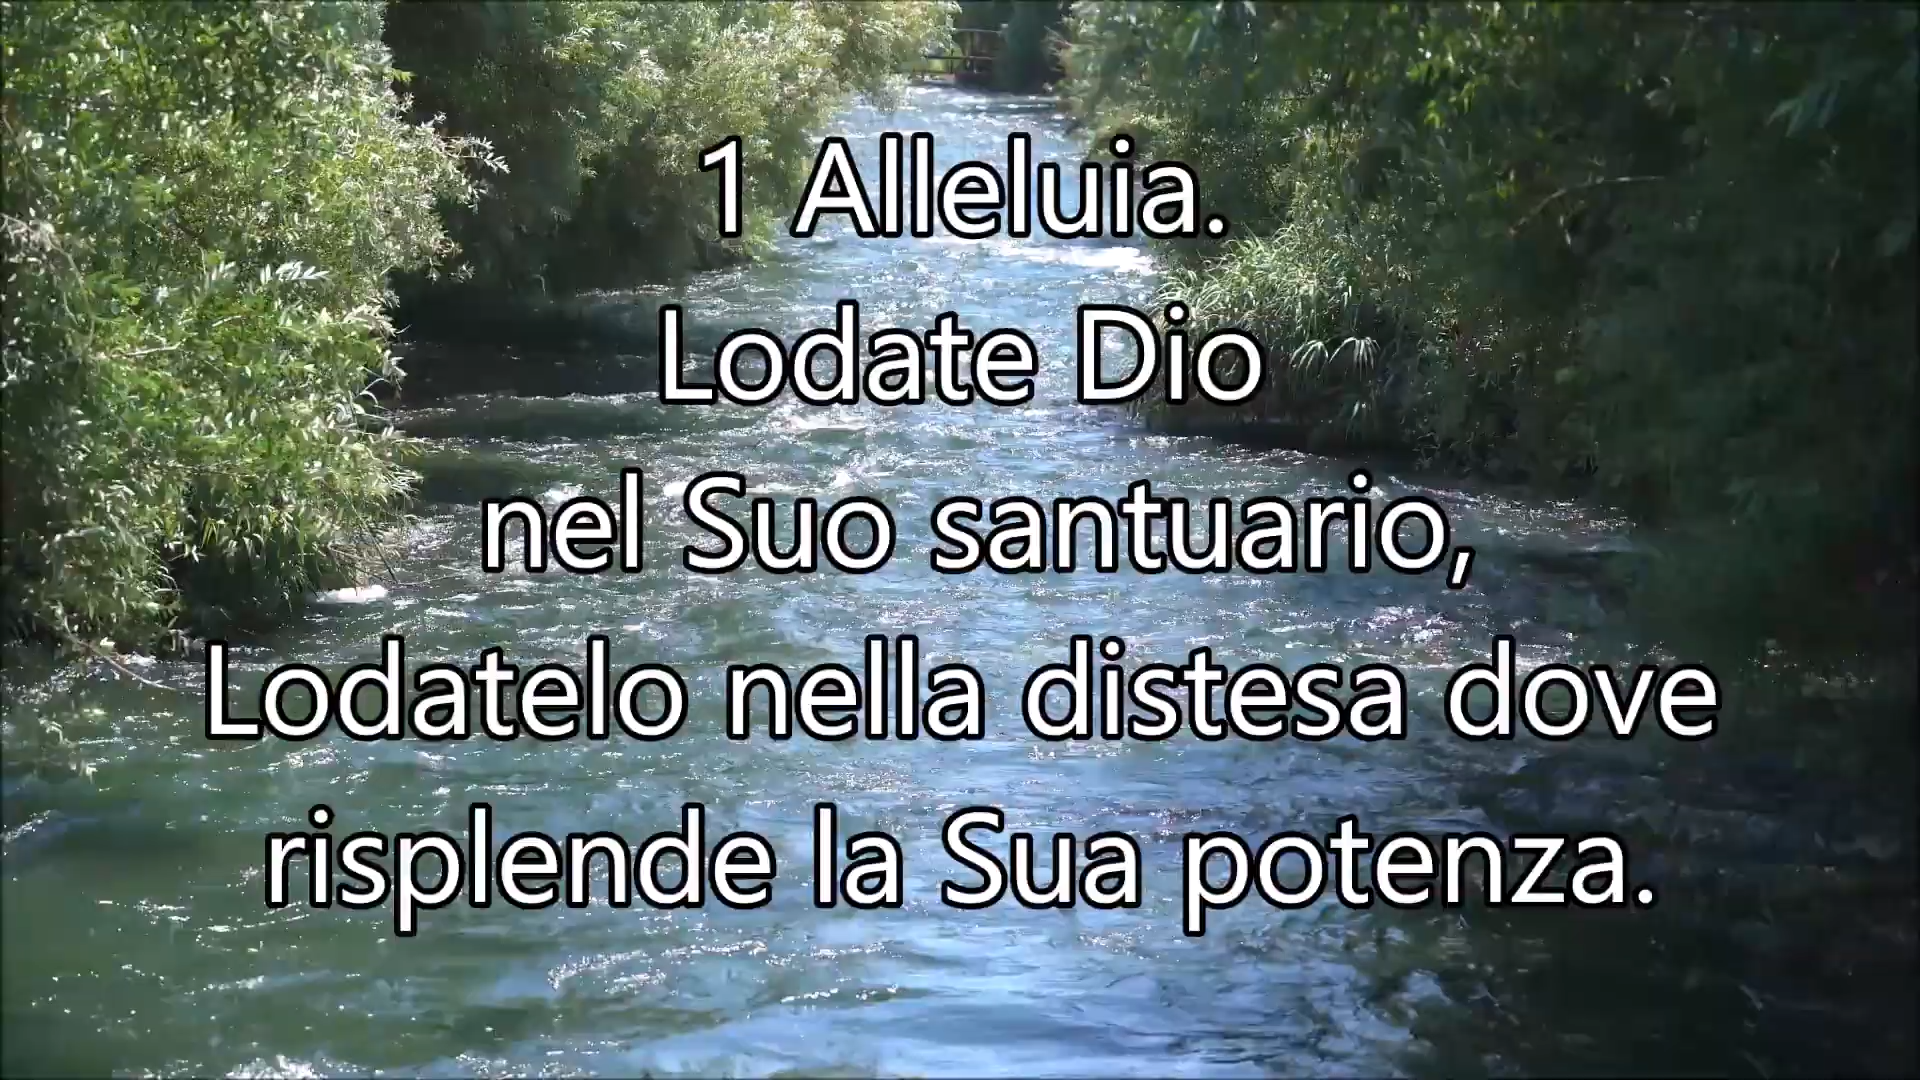 1 Alleluia.
Lodate Dio
nel Suo santuario,
Lodatelo nella distesa dove
risplende la Sua potenza.